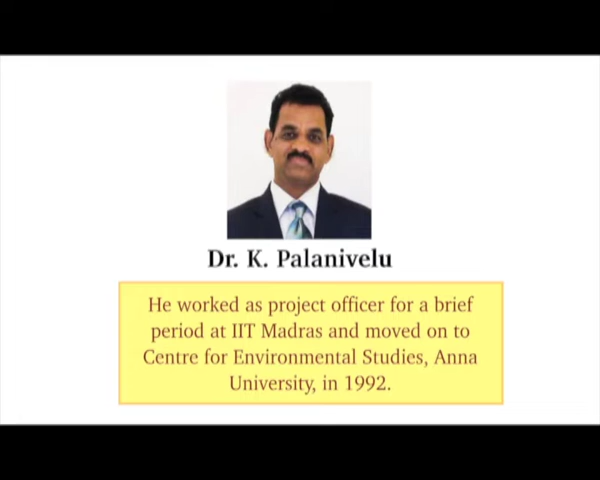 Dr. K. Palanivelu
He worked as project officer for a brief
period at IIT Madras and moved on to
Centre for Environmental Studies, Anna
University, in 1992.